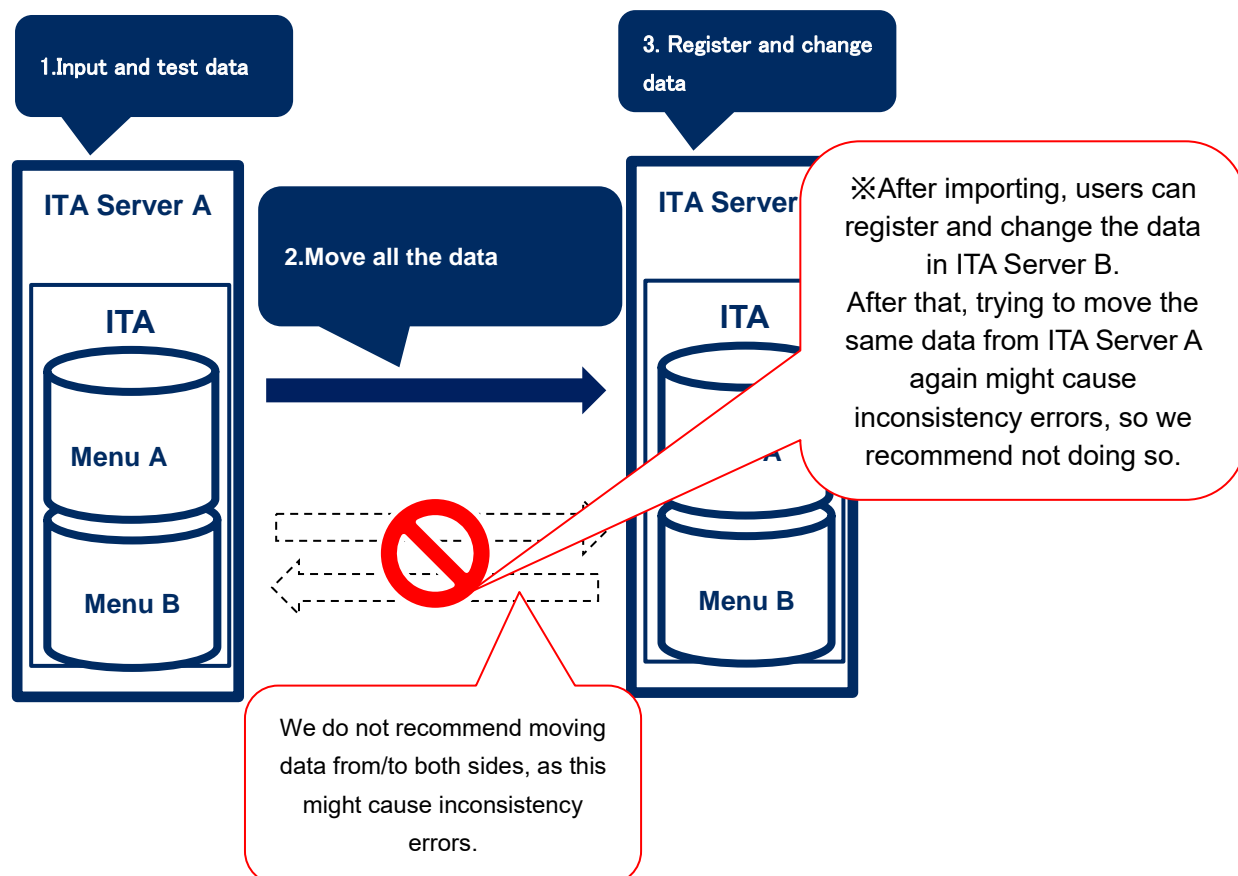 1.Input and test data
3. Register and change
data
ITA Server A
2.Move all the data
ITA Server
※After importing, users can
register and change the data
in ITA Server B.
After that, trying to move the
same data from ITA Server A
again might cause
inconsistency errors, so we
recommend not doing so.
ITA
Menu A
Menu B
ITA
A
Menu B
We do not recommend moving
data from/to both sides, as this
might cause inconsistency
errors.